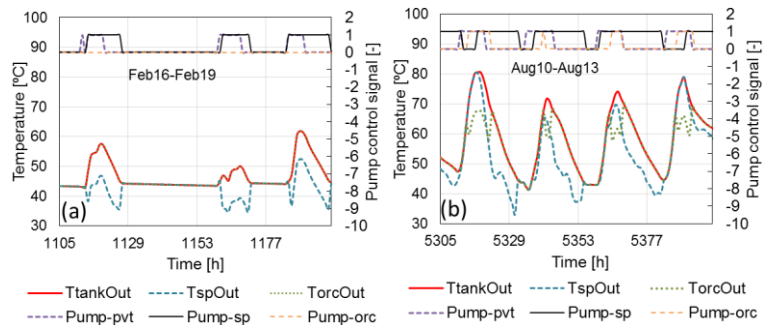 100
90
80
70
60
50
40
30
Temperature [ºC]
2
1
0
-1
-2
-3
-4
-5
-6
-7
-8
-9
-10
Pump control signal [-]
Feb16-Feb19
(a)
1105
1129
1153
1177
Time [h]
TtankOut
TspOut
TorcOut
Pump-pvt
Pump-sp
Pump-orc
100
90
80
70
60
50
40
30
Temperature [ºC]
2
1
0
-1
-2
-3
-4
-5
-6
-7
-8
-9
-10
Pump control signal [-]
Aug10-Aug13
(b)
5305
5329
5353
5377
Time [h]
TtankOut
TspOut
TorcOut
Pump-pvt
Pump-sp
Pump-orc